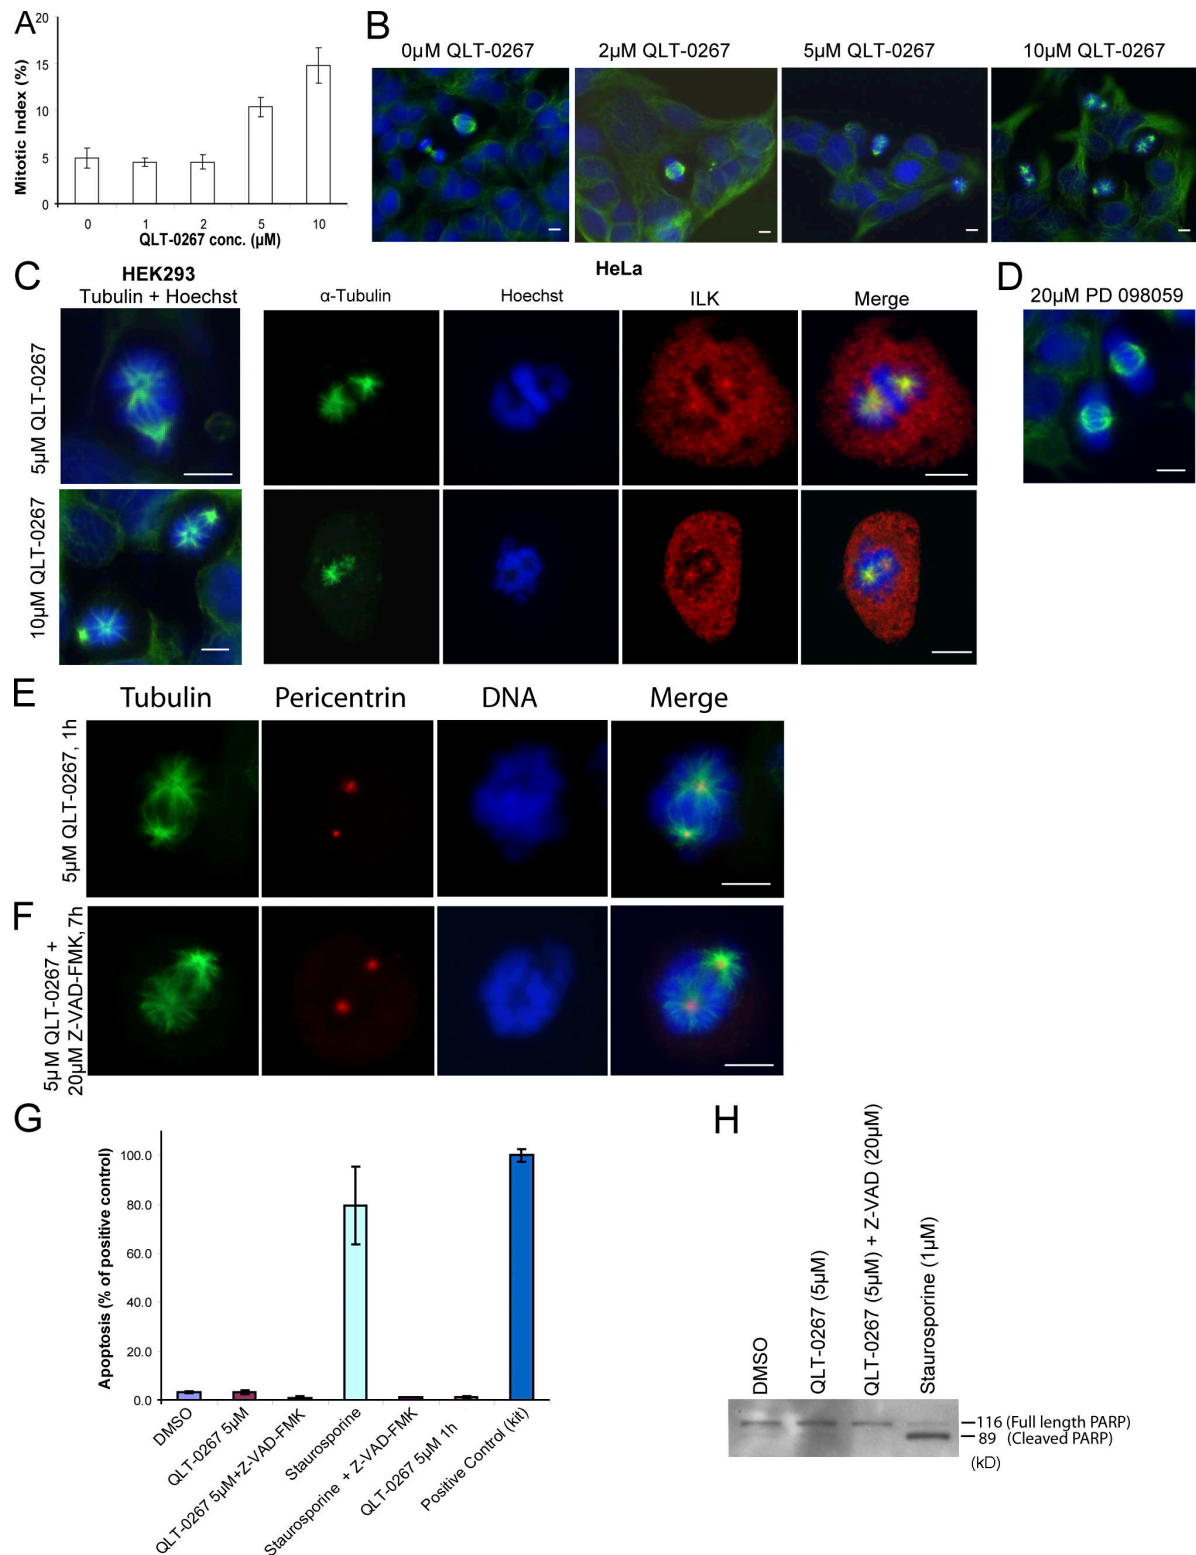 A
20
15
10
5
0
Mitotic Index (%)
0 1 2 5 10
QLT-0267 conc. (µM)
B
0µM QLT-0267
2µM QLT-0267
5µM QLT-0267
10µM QLT-0267
C
HEK293
Tubulin + Hoechst
HeLa
α-Tubulin
Hoechst
ILK
Merge
5µM QLT-0267
10µM QLT-0267
D
20µM PD 098059
E
Tubulin
Pericentrin
DNA
Merge
5µM QLT-0267, 1h
F
5µM QLT-0267 +
20µM Z-VAD-FMK, 7h
G
Apoptosis (% of positive control)
100.0
80.0
60.0
40.0
20.0
0.0
DMSO
QLT-0267 5µM
QLT-0267 5µM+Z-VAD-FMK
Staurosporine
Staurosporine + Z-VAD-FMK
QLT-0267 5µM 1h
Positive Control (kit)
H
DMSO
QLT-0267 (5µM)
QLT-0267 (5µM) + Z-VAD (20µM)
Staurosporine (1µM)
116 (Full length PARP)
89 (Cleaved PARP)
(kD)